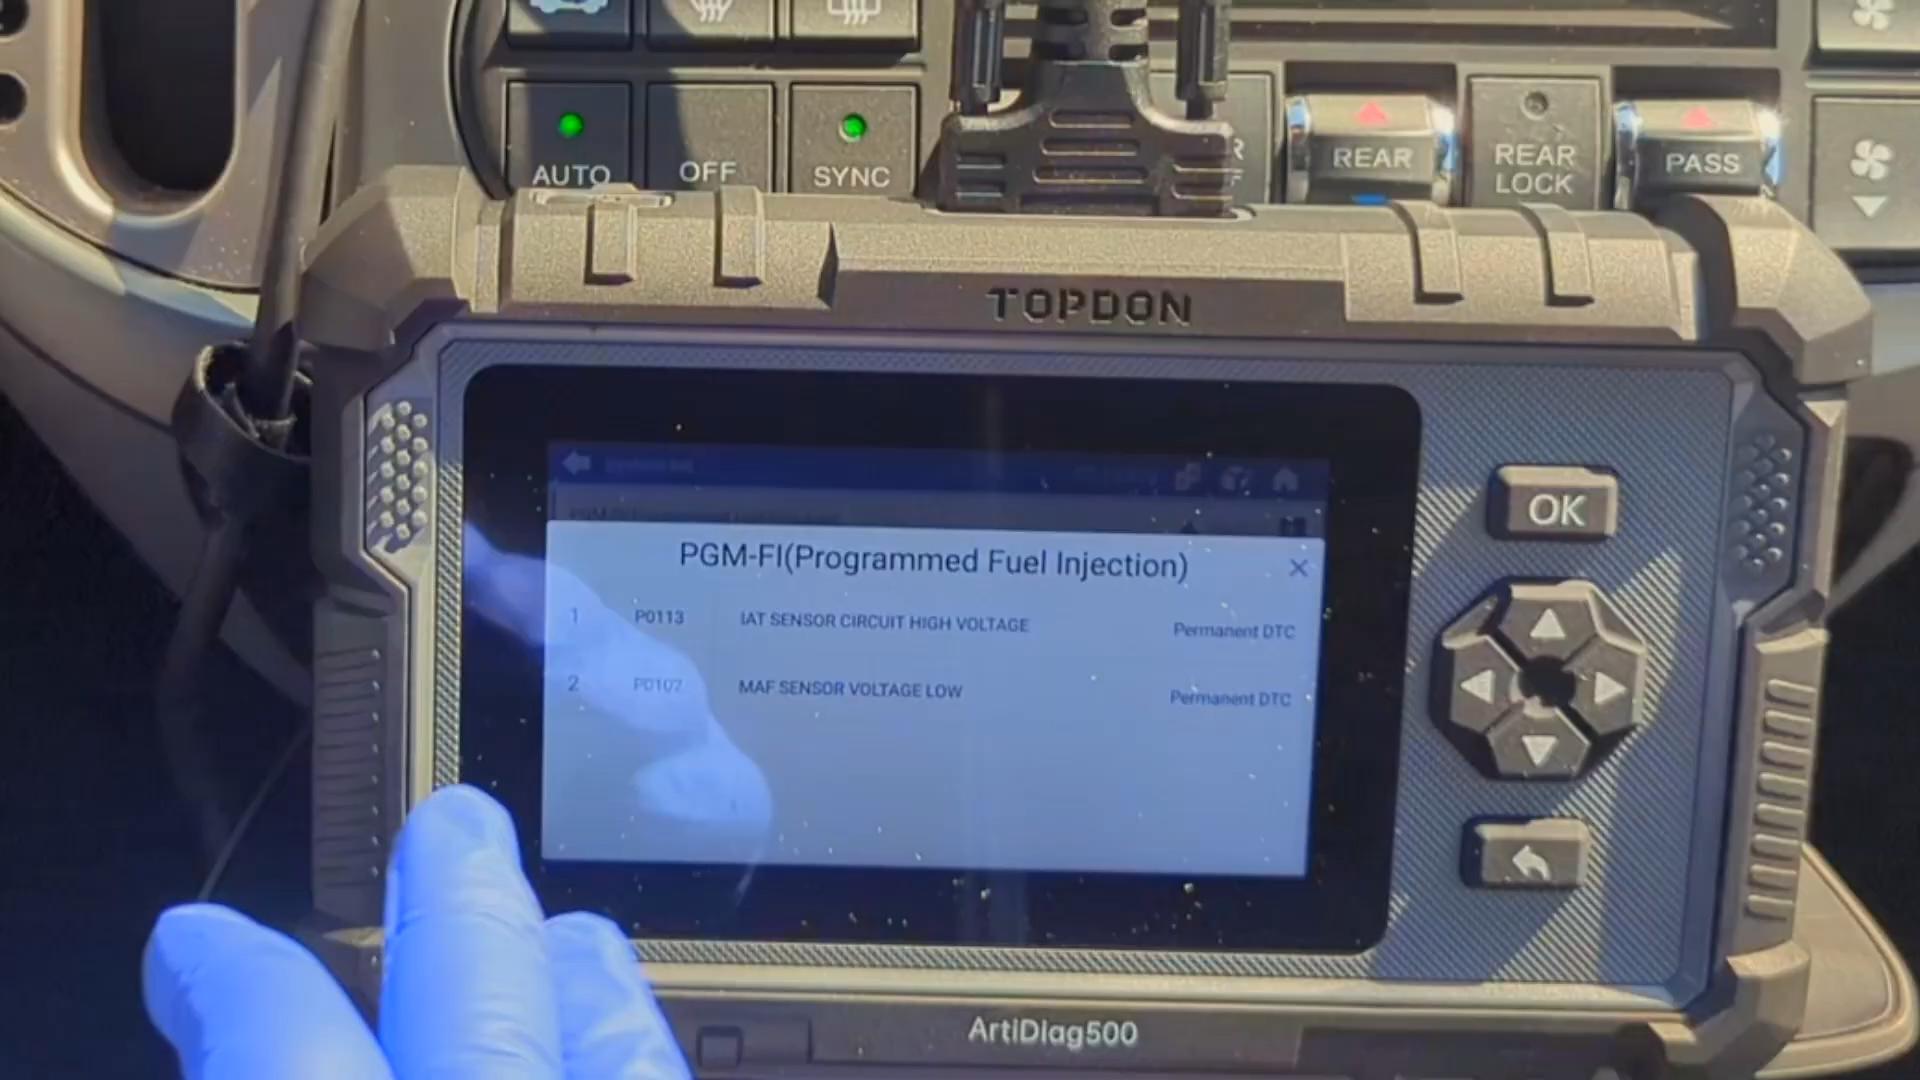 AUTO
OFF
SYNC
REAR
REAR
LOCK
PASS
TOPDON
PGM-FI(Programmed Fuel Injection)
1 P0113 IAT SENSOR CIRCUIT HIGH VOLTAGE Permanent DTC
2 P0107 MAF SENSOR VOLTAGE LOW Permanent DTC
OK
ArtiDiag500